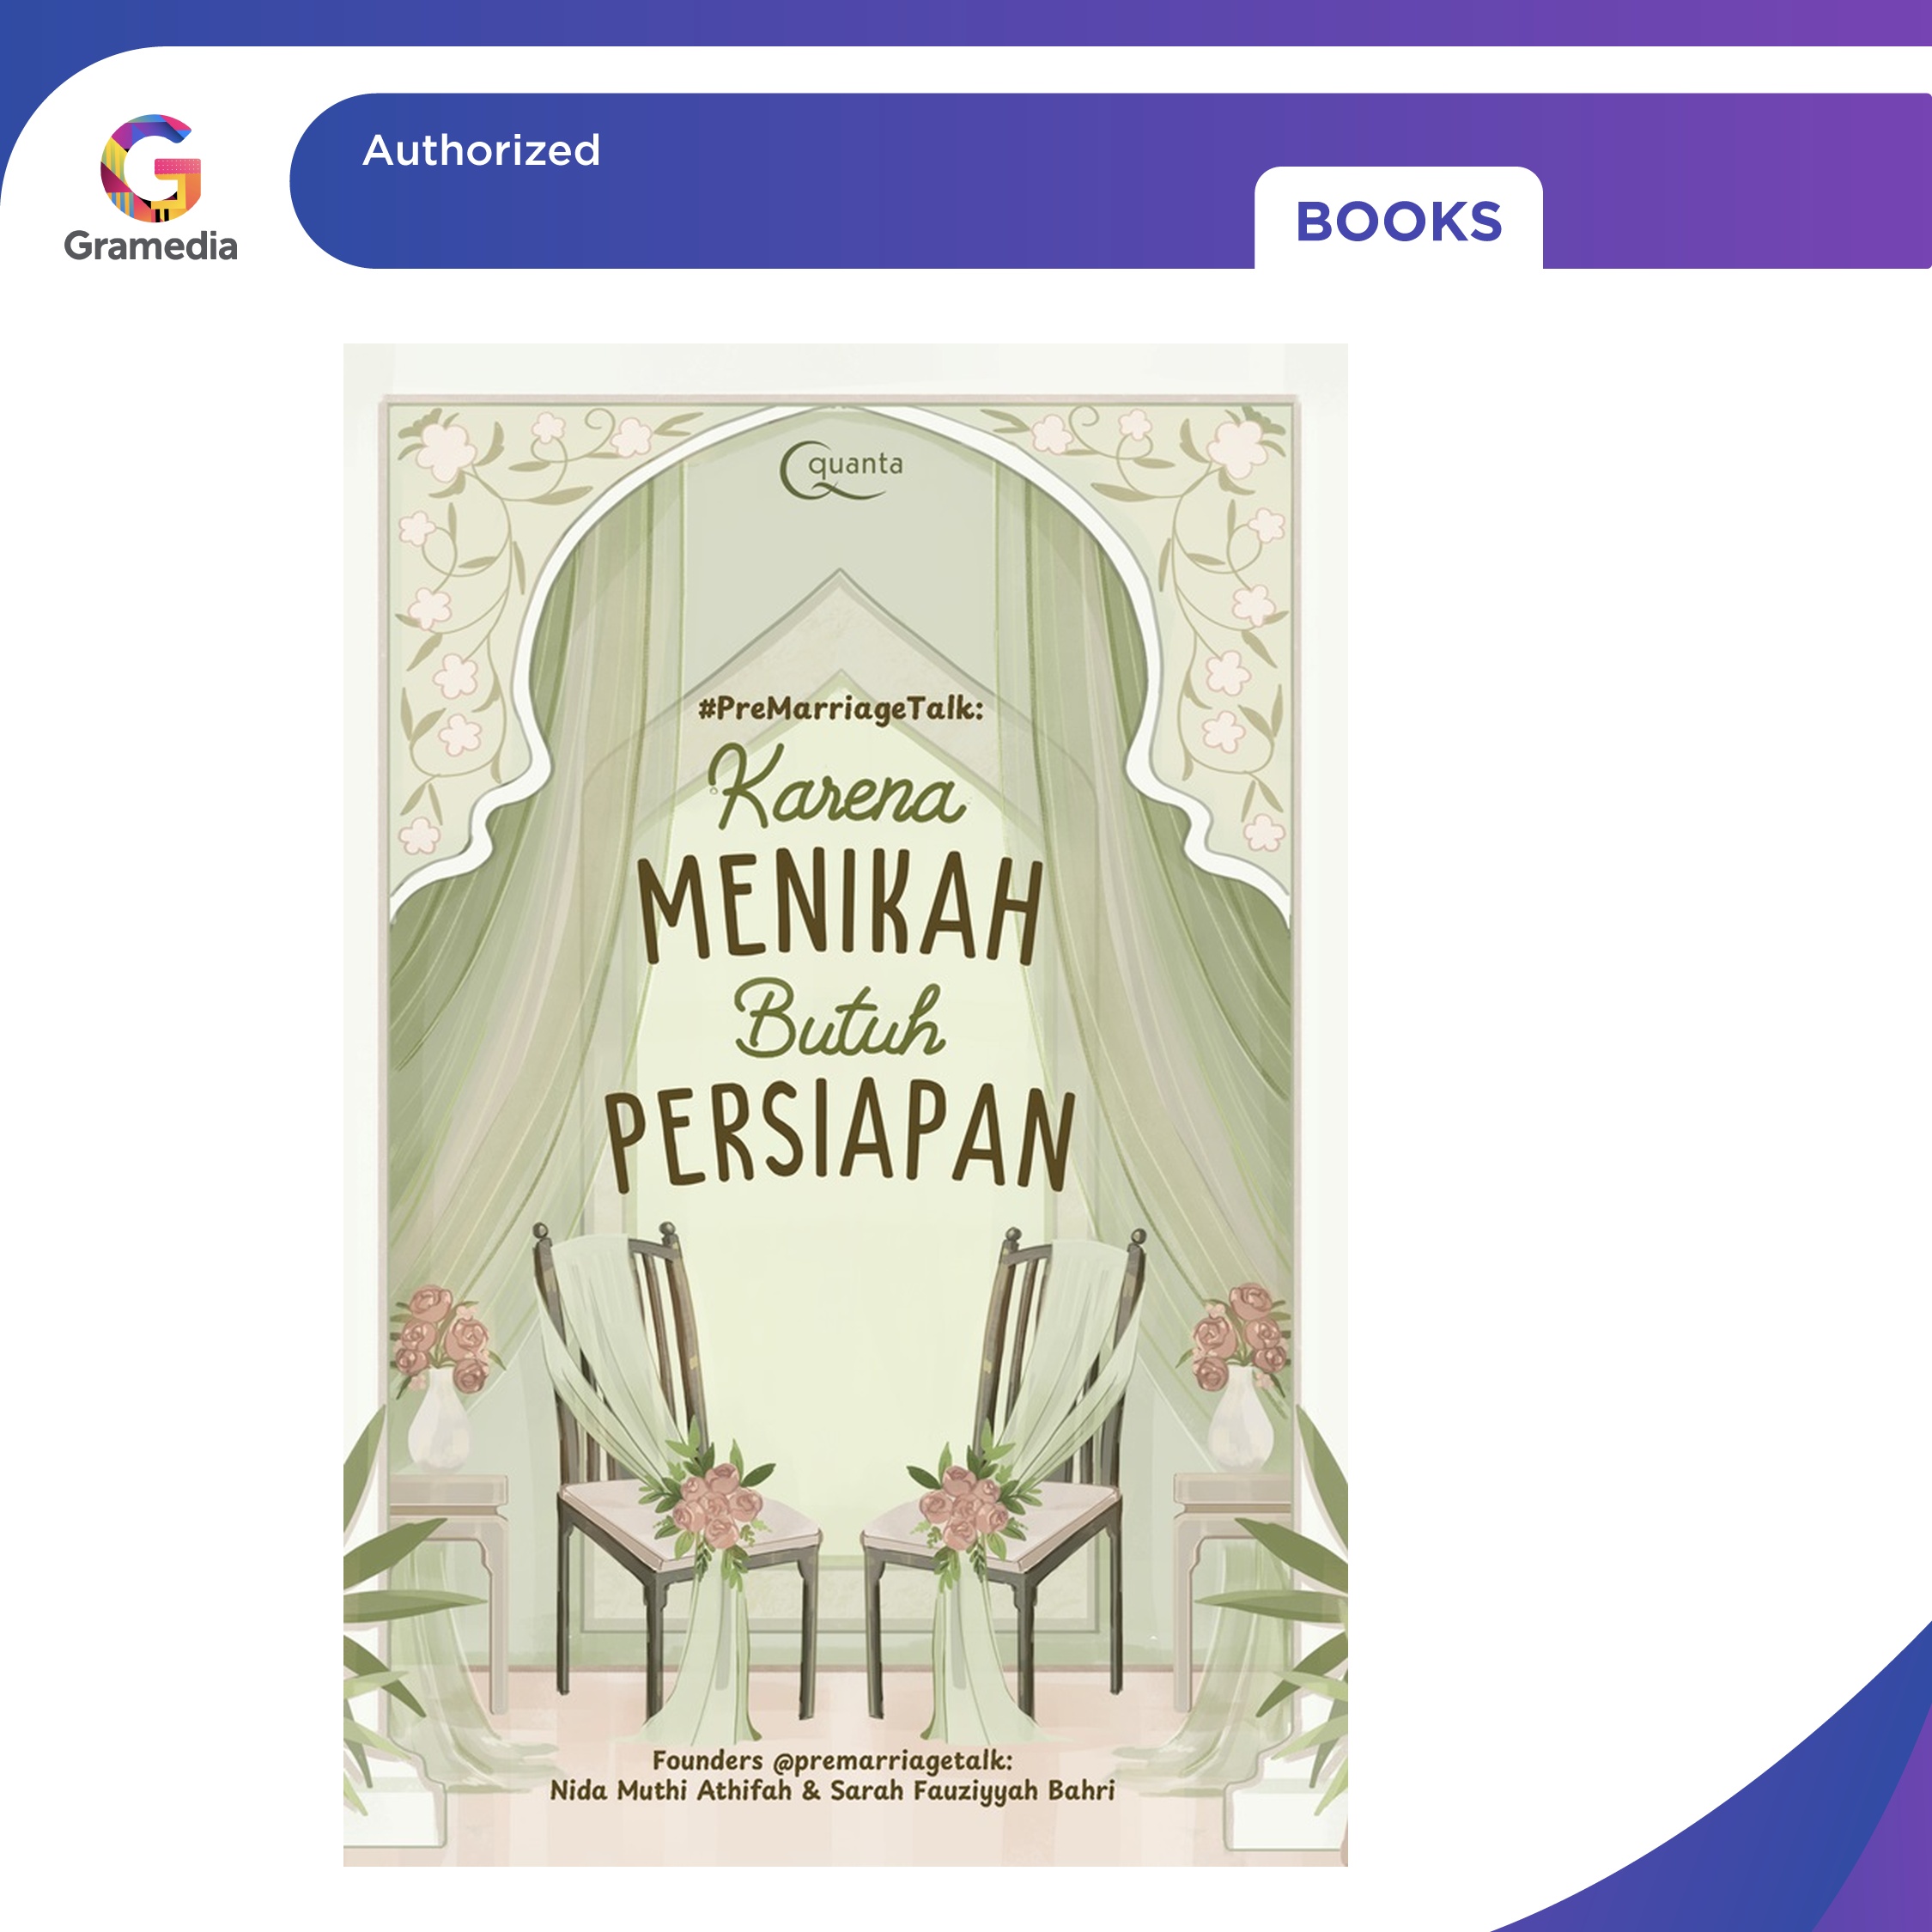 Authorized
Gramedia
BOOKS
quanta
#PreMarriageTalk:
Karena
MENIKAH
Butuh
PERSIAPAN
Founders @premarriagetalk:
Nida Muthi Athifah & Sarah Fauziyyah Bahri